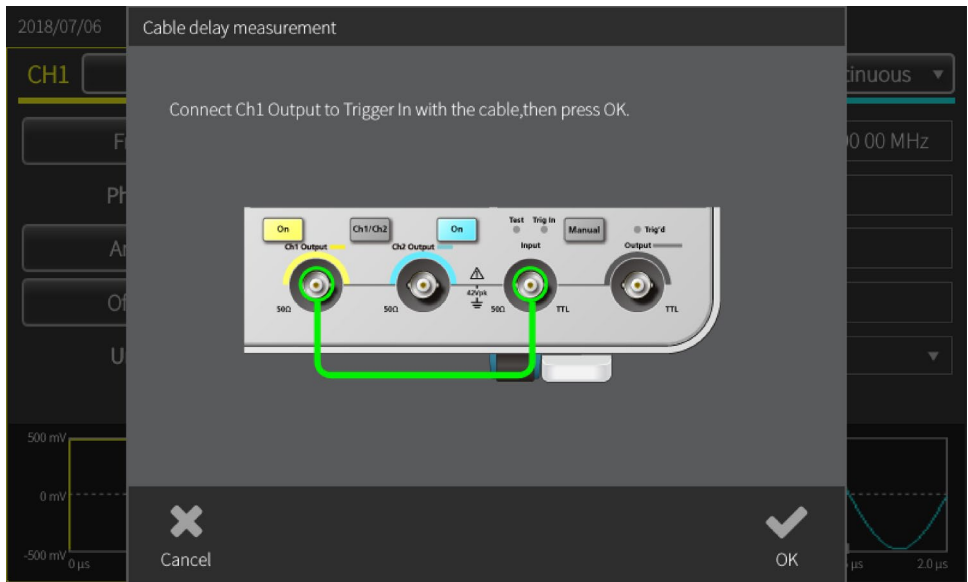 2018/07/06
Cable delay measurement
CH1
tinuous
Connect Ch1 Output to Trigger In with the cable,then press OK.
00 00 MHz
Ph
Of
On
Ch1/Ch2
On
Test
Trig In
Manual
Trig'd
Ch1 Output
Ch2 Output
Input
Output
42Vpk
50Ω
50Ω
50Ω
TTL
TTL
500 mV
0 mV
-500 mV
0 µs
µs
2.0 µs
Cancel
OK